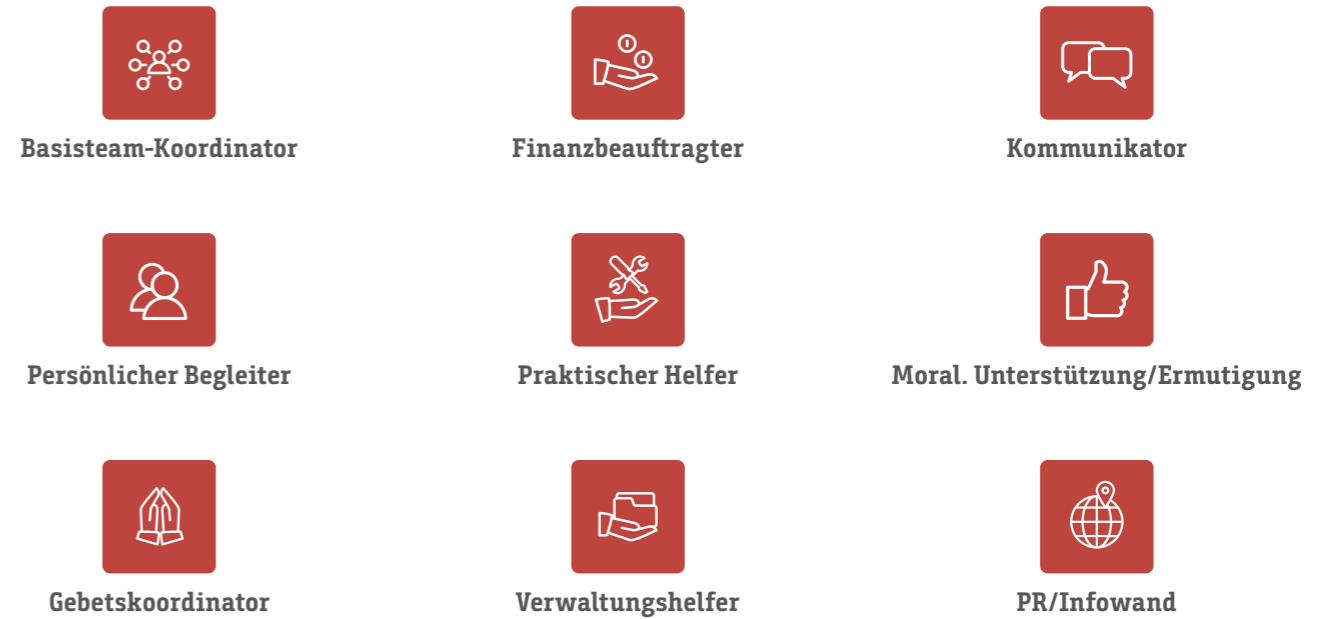 Basisteam-Koordinator
Finanzbeauftragter
Kommunikator
Persönlicher Begleiter
Praktischer Helfer
Moral. Unterstützung/Ermutigung
Gebetskoordinator
Verwaltungshelfer
PR/Infowand